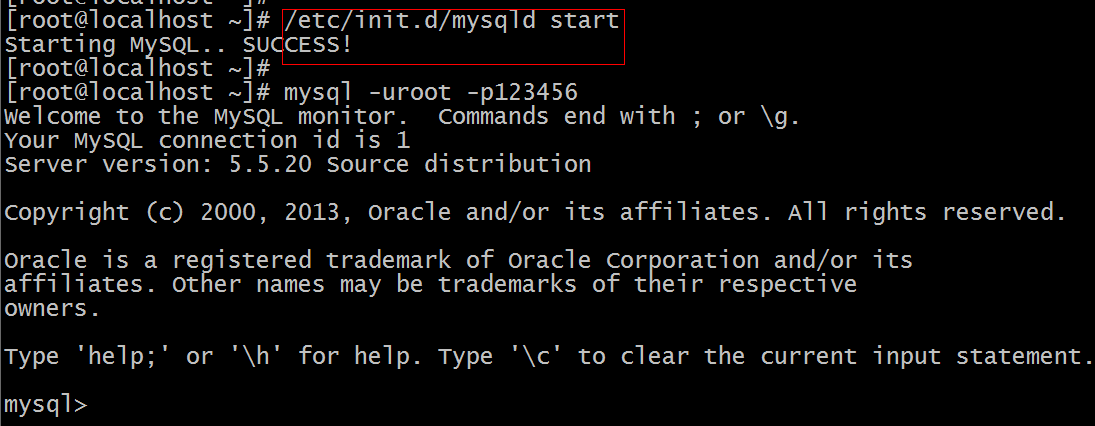 [root@localhost ~]#
[root@localhost ~]# /etc/init.d/mysqld start
Starting MySQL.. SUCCESS!
[root@localhost ~]#
[root@localhost ~]# mysql -uroot -p123456
Welcome to the MySQL monitor.  Commands end with ; or \g.
Your MySQL connection id is 1
Server version: 5.5.20 Source distribution

Copyright (c) 2000, 2013, Oracle and/or its affiliates. All rights reserved.

Oracle is a registered trademark of Oracle Corporation and/or its
affiliates. Other names may be trademarks of their respective
owners.

Type 'help;' or '\h' for help. Type '\c' to clear the current input statement.

mysql>